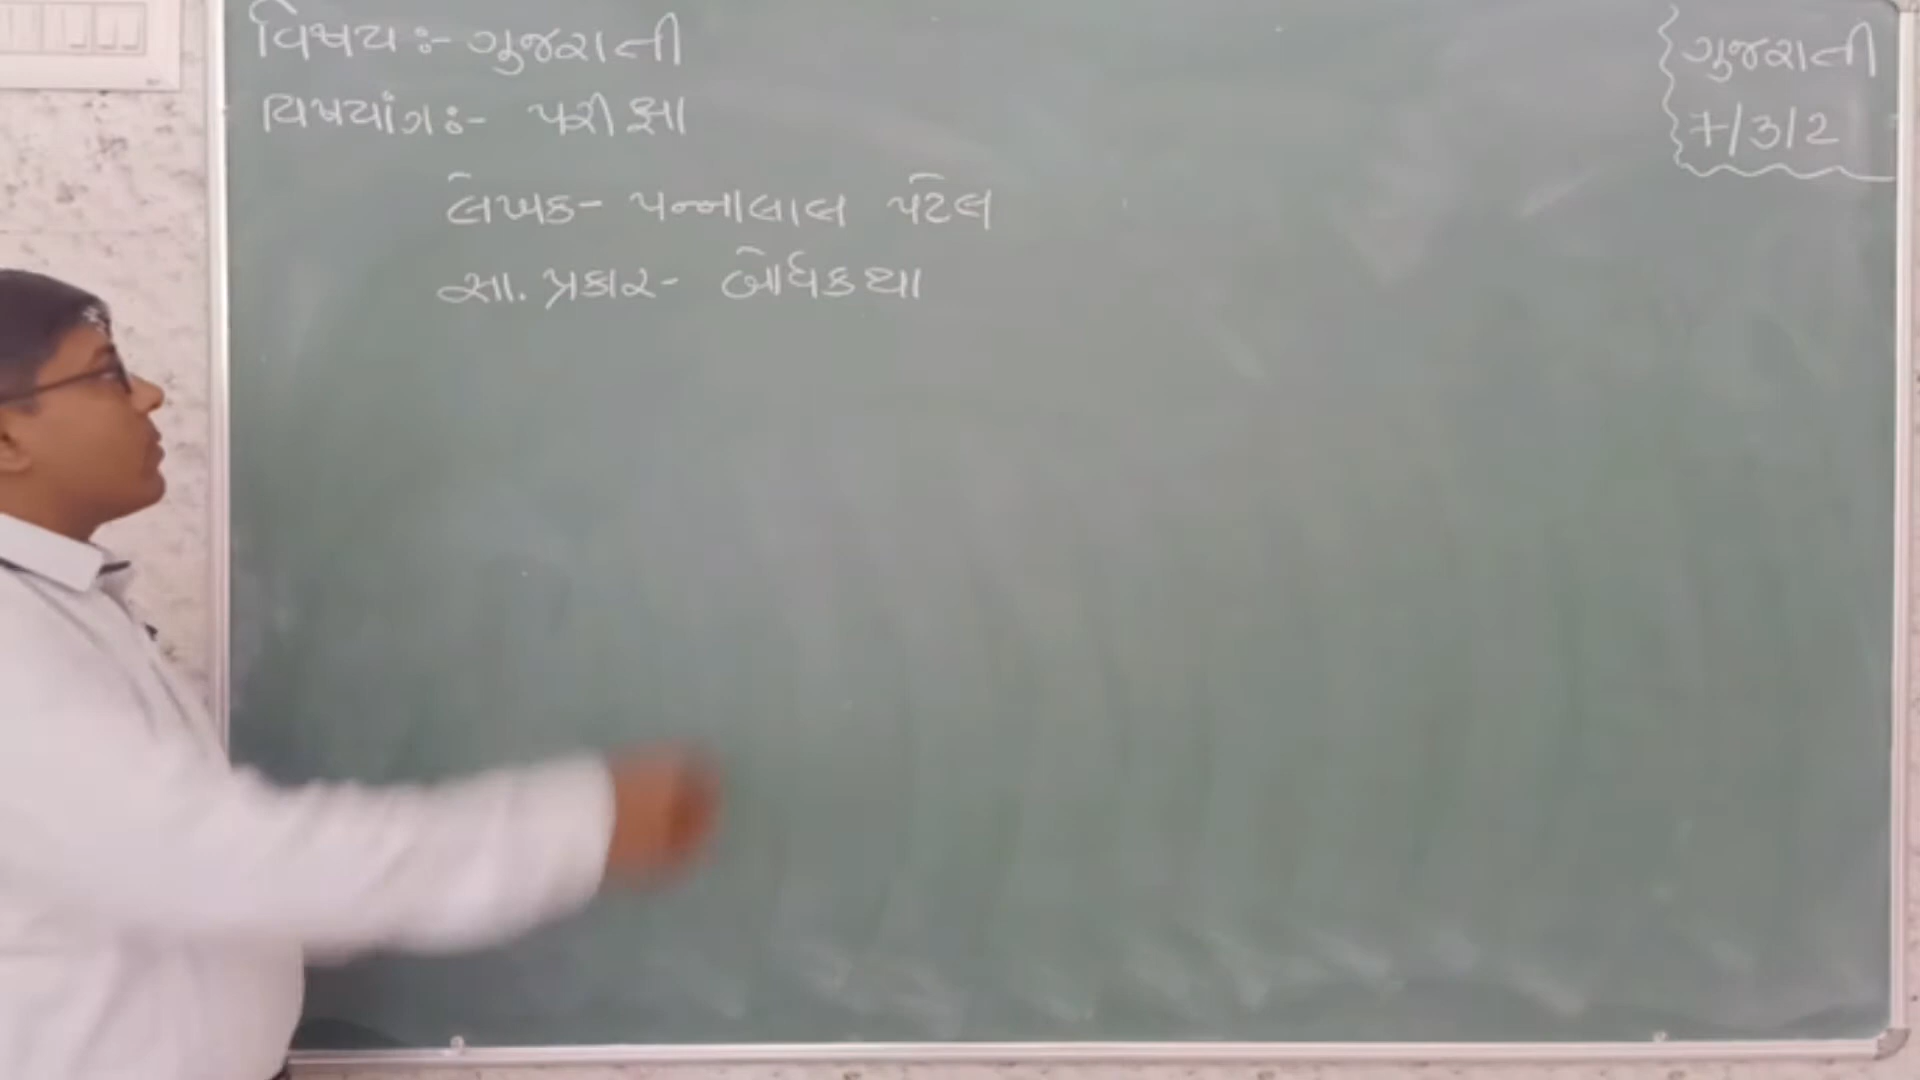 વિષય :- ગુજરાતી
વિષયાંગ :- પરીક્ષા
લેખક - પન્નાલાલ પટેલ
સા. પ્રકાર - બોધકથા
ગુજરાતી
7/3/2